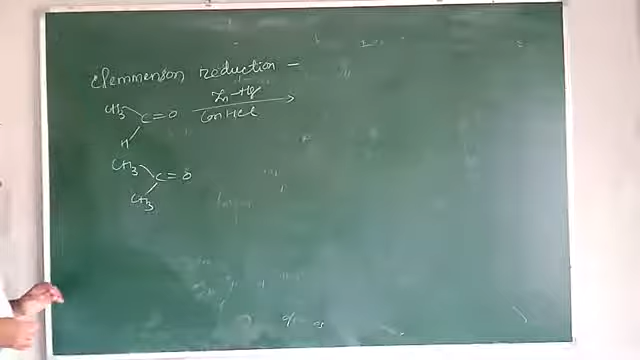 Clemmenson reduction -
Zn-Hg
CH3
C=O
Con HCl
H
CH3
C=O
CH3